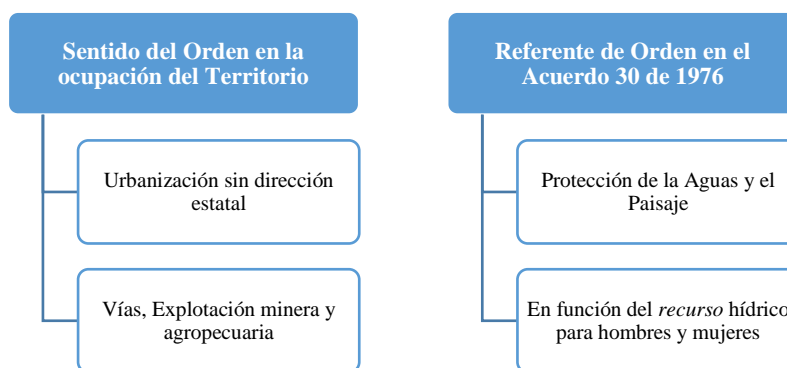 Sentido del Orden en la
ocupación del Territorio
Urbanización sin dirección
estatal
Vías, Explotación minera y
agropecuaria
Referente de Orden en el
Acuerdo 30 de 1976
Protección de la Aguas y el
Paisaje
En función del recurso hídrico
para hombres y mujeres